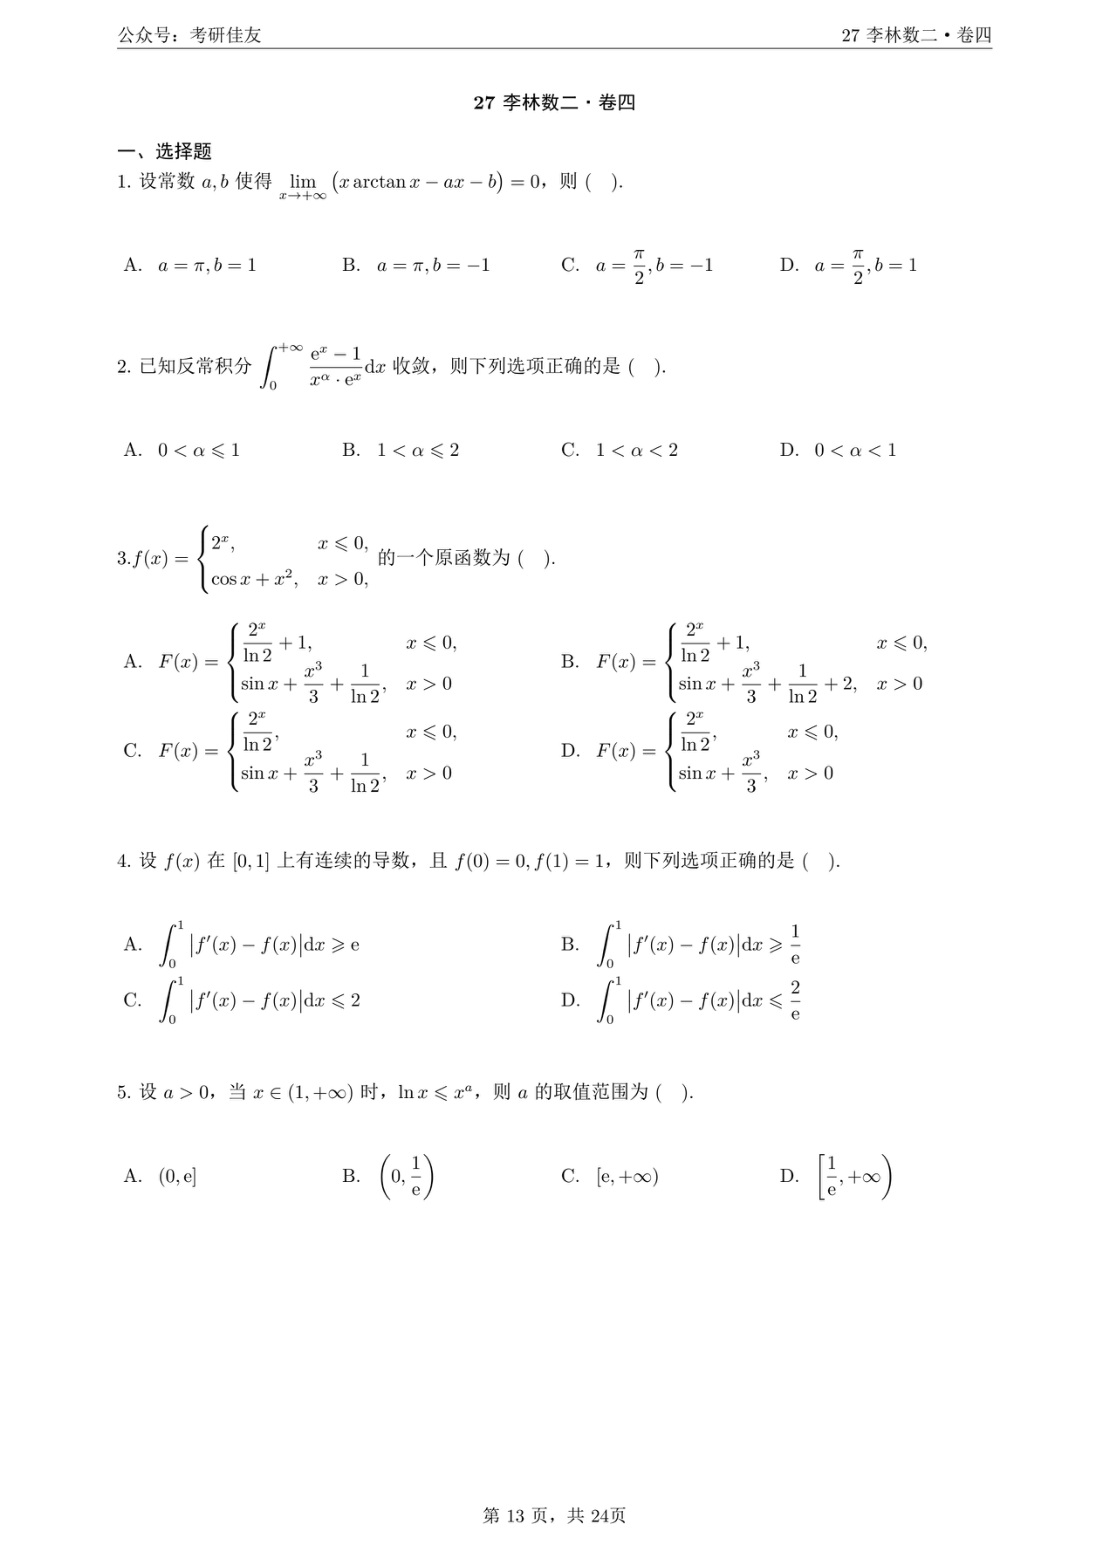 公众号：考研佳友 27 李林数二·卷四
27 李林数二·卷四
一、选择题
1. 设常数 a, b 使得 lim_{x→+∞} (x arctan x − ax − b) = 0，则 ( ).
A. a = π, b = 1 B. a = π, b = −1 C. a = π/2, b = −1 D. a = π/2, b = 1
2. 已知反常积分 ∫_0^{+∞} (e^x − 1)/(x^α · e^x) dx 收敛，则下列选项正确的是 ( ).
A. 0 < α ⩽ 1 B. 1 < α ⩽ 2 C. 1 < α < 2 D. 0 < α < 1
3.f(x) = { 2^x, x ⩽ 0, cos x + x^2, x > 0, 的一个原函数为 ( ).
A. F(x) = { 2^x/ln 2 + 1, x ⩽ 0, sin x + x^3/3 + 1/ln 2, x > 0 B. F(x) = { 2^x/ln 2 + 1, x ⩽ 0, sin x + x^3/3 + 1/ln 2 + 2, x > 0
C. F(x) = { 2^x/ln 2, x ⩽ 0, sin x + x^3/3 + 1/ln 2, x > 0 D. F(x) = { 2^x/ln 2, x ⩽ 0, sin x + x^3/3, x > 0
4. 设 f(x) 在 [0, 1] 上有连续的导数，且 f(0) = 0, f(1) = 1，则下列选项正确的是 ( ).
A. ∫_0^1 |f′(x) − f(x)|dx ⩾ e B. ∫_0^1 |f′(x) − f(x)|dx ⩾ 1/e
C. ∫_0^1 |f′(x) − f(x)|dx ⩽ 2 D. ∫_0^1 |f′(x) − f(x)|dx ⩽ 2/e
5. 设 a > 0，当 x ∈ (1, +∞) 时，ln x ⩽ x^a，则 a 的取值范围为 ( ).
A. (0, e] B. (0, 1/e) C. [e, +∞) D. [1/e, +∞)
第 13 页，共 24页